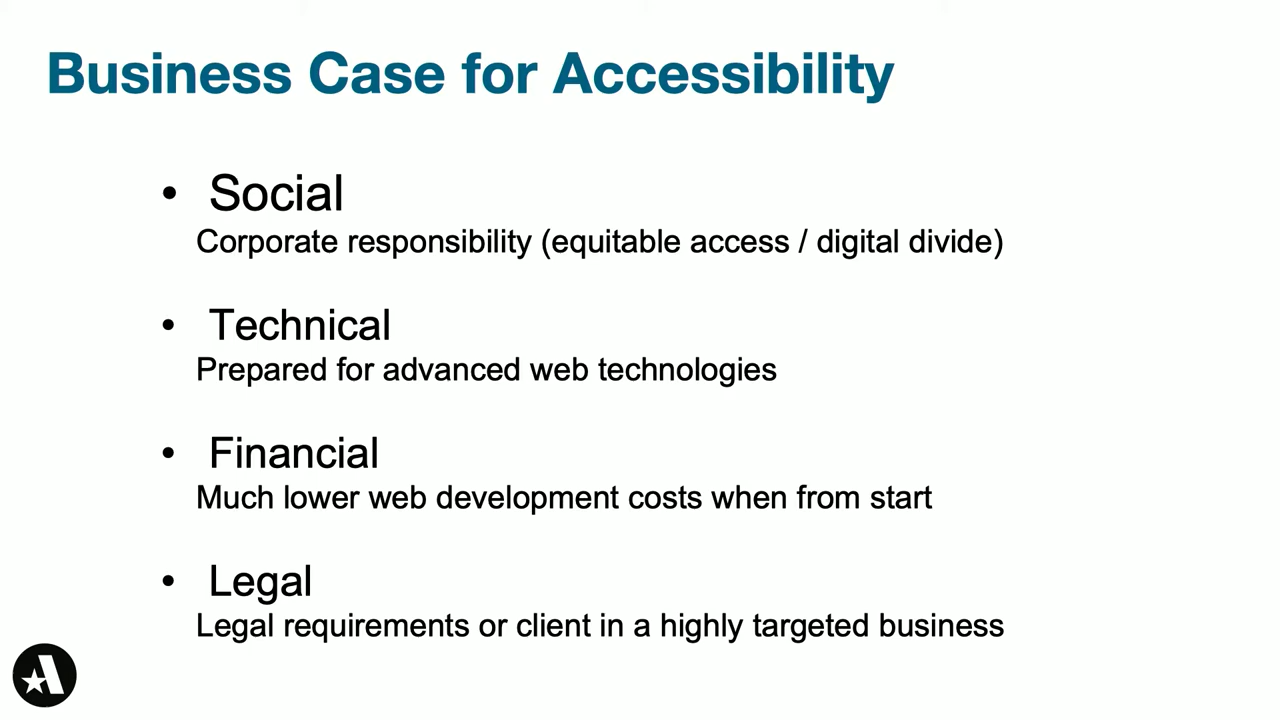 Business Case for Accessibility
• Social
Corporate responsibility (equitable access / digital divide)
• Technical
Prepared for advanced web technologies
• Financial
Much lower web development costs when from start
• Legal
Legal requirements or client in a highly targeted business
A